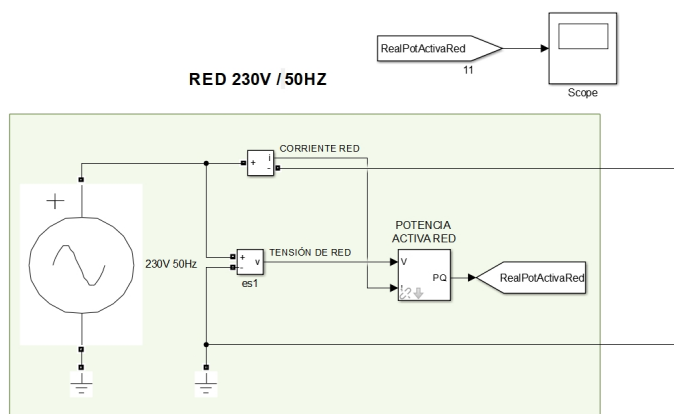 RealPotActivaRed
11
Scope
RED 230V / 50HZ
+ i
-
CORRIENTE RED
+
230V 50Hz
+ v
-
es1
TENSIÓN DE RED
POTENCIA
ACTIVA RED
V
PQ
I
RealPotActivaRed